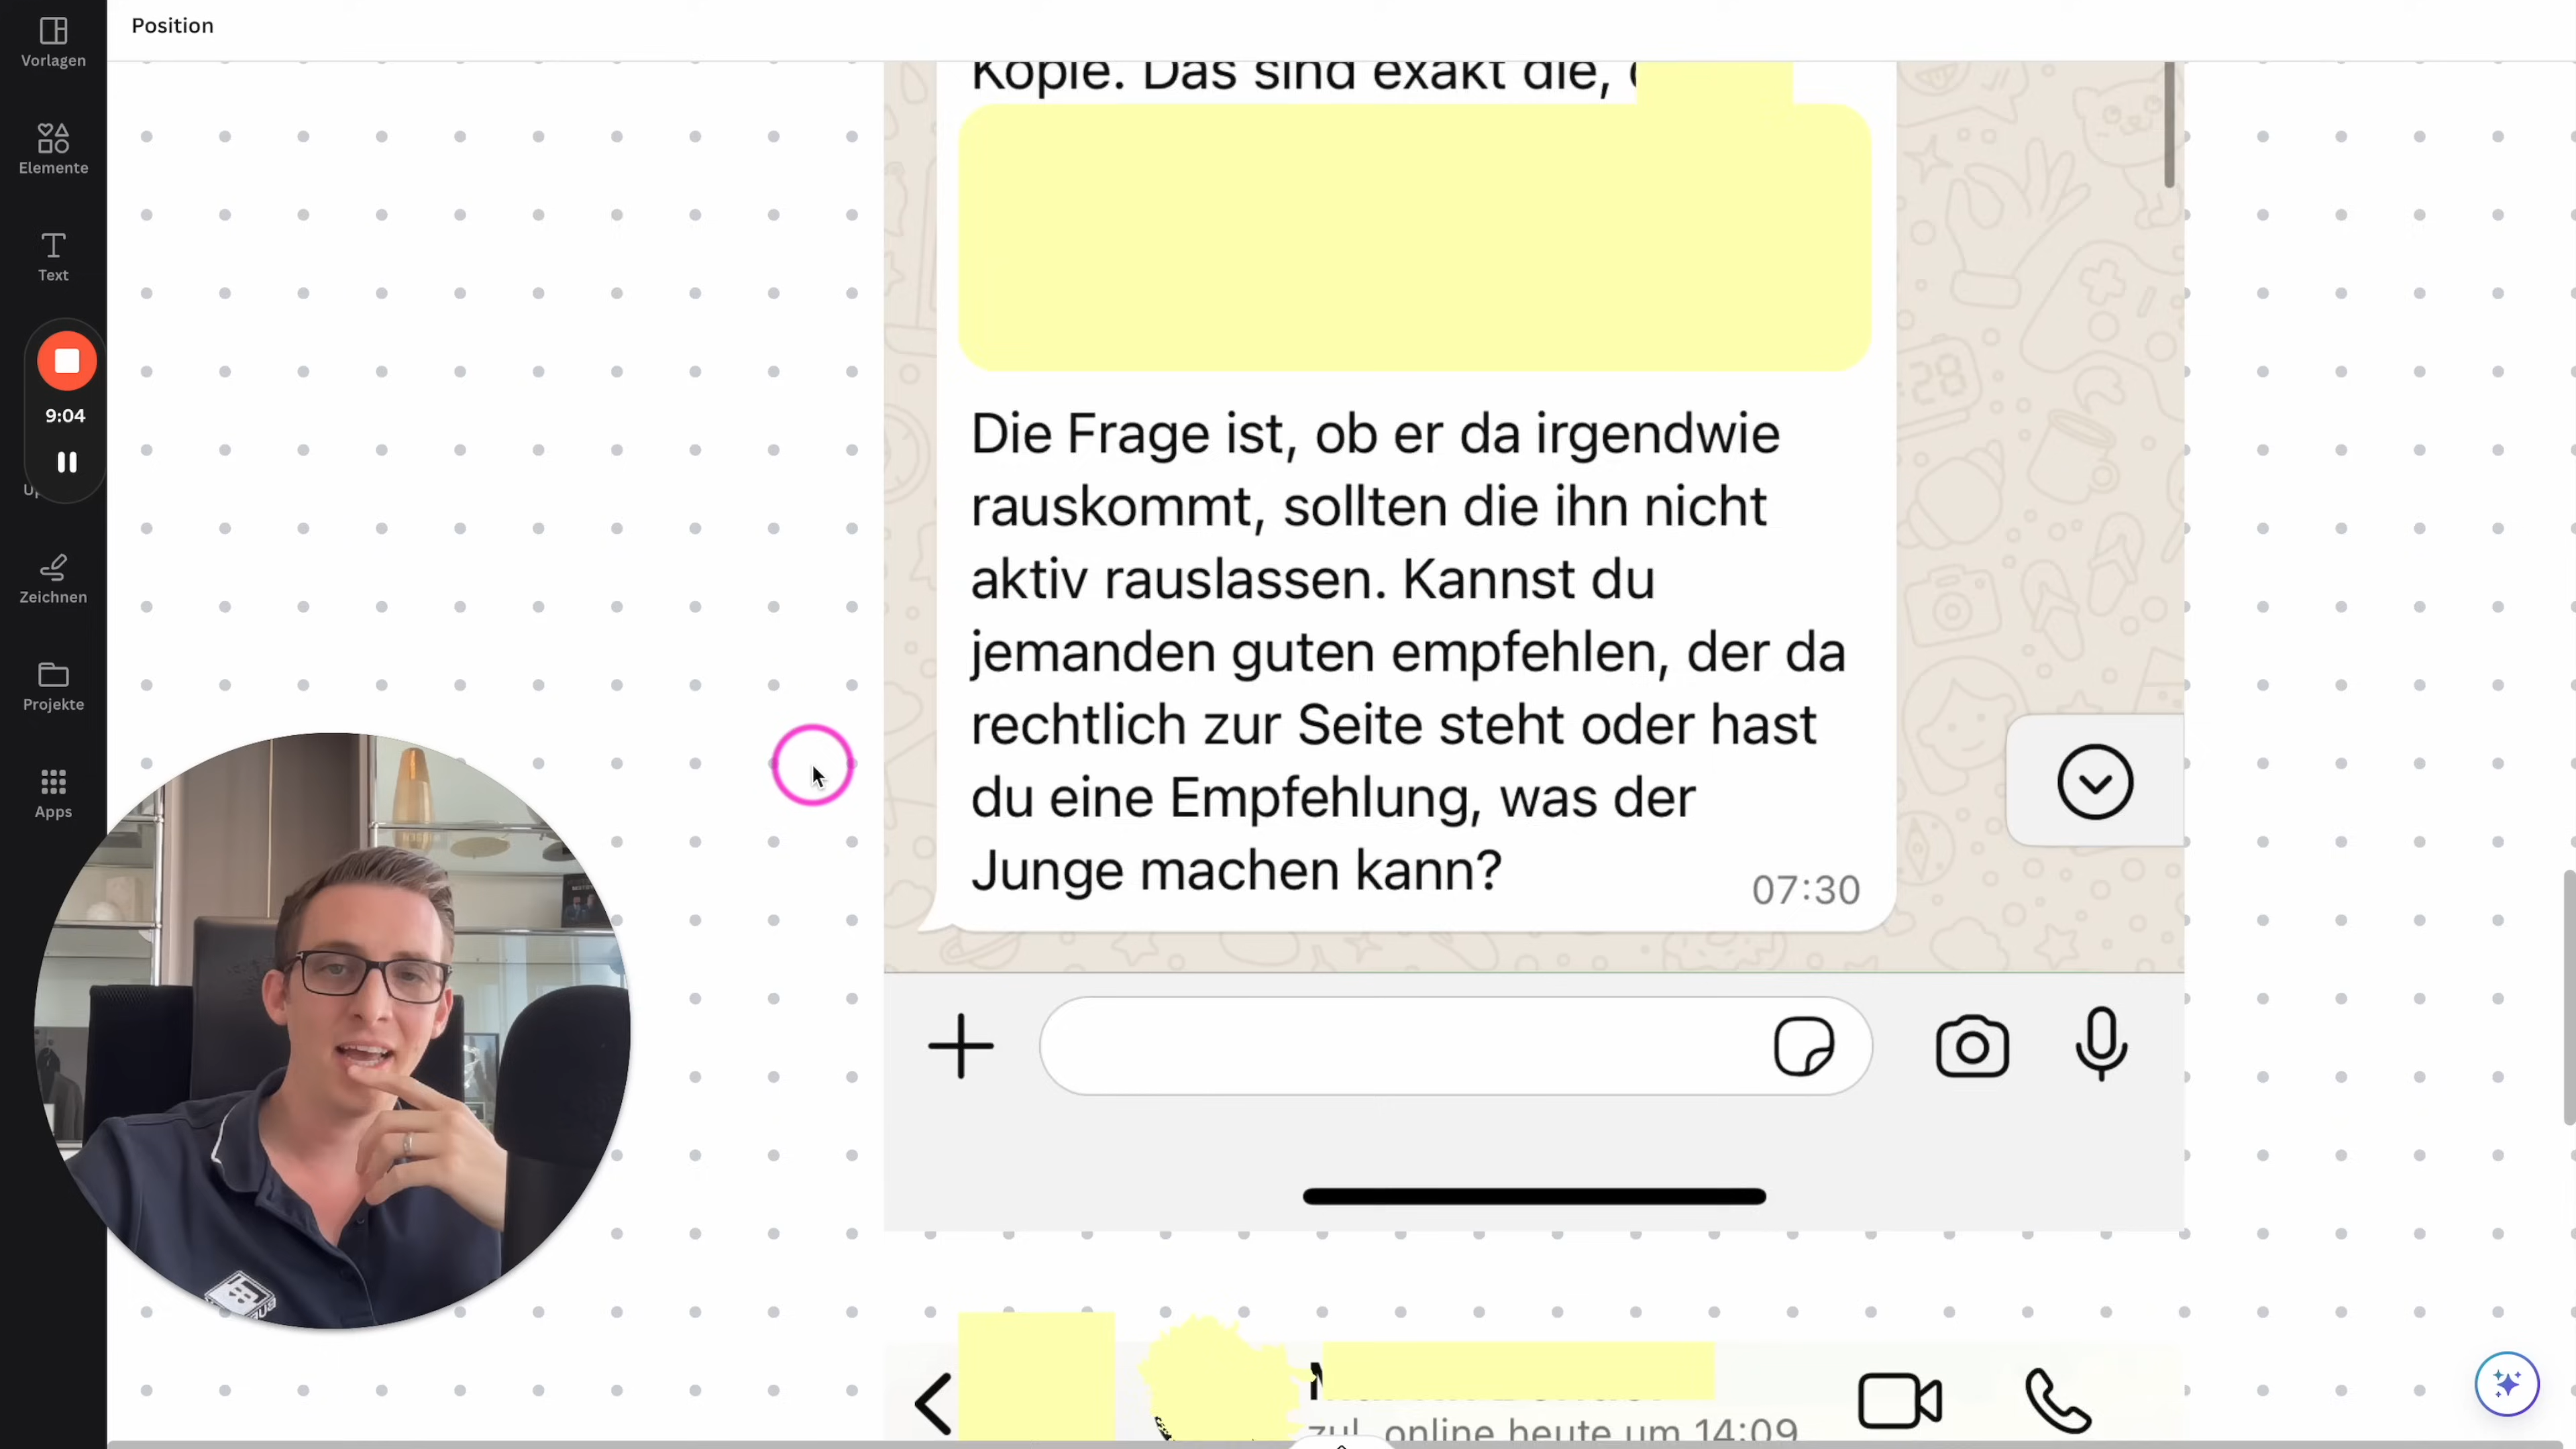 Position
Vorlagen
Elemente
Text
9:04
Zeichnen
Projekte
Apps
Kopie. Das sind exakt die,
Die Frage ist, ob er da irgendwie
rauskommt, sollten die ihn nicht
aktiv rauslassen. Kannst du
jemanden guten empfehlen, der da
rechtlich zur Seite steht oder hast
du eine Empfehlung, was der
Junge machen kann?
07:30
zul. online heute um 14:09